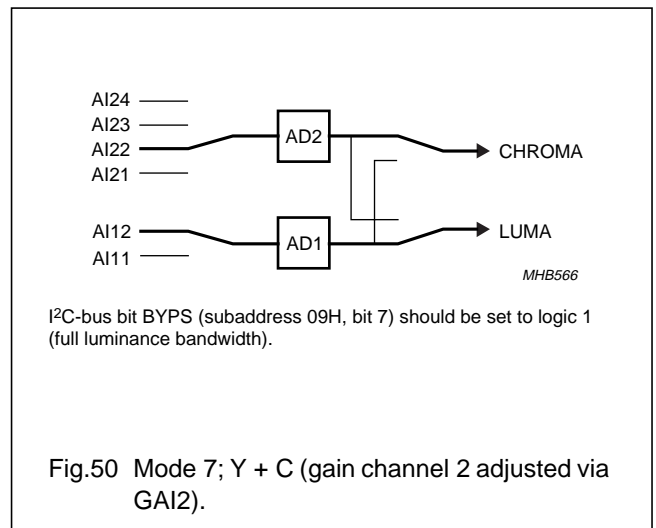 AI24
AI23
AI22
AI21
AD2
CHROMA
AI12
AI11
AD1
LUMA
MHB566
I²C-bus bit BYPS (subaddress 09H, bit 7) should be set to logic 1
(full luminance bandwidth).
Fig.50 Mode 7; Y + C (gain channel 2 adjusted via
GAI2).